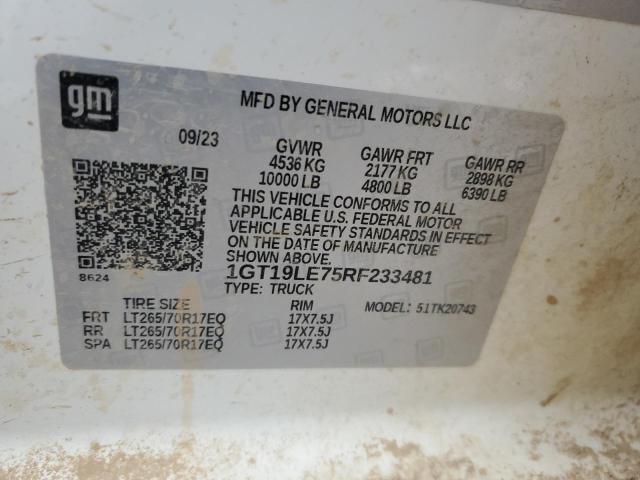 gm
MFD BY GENERAL MOTORS LLC
09/23
GVWR GAWR FRT GAWR RR
4536 KG 2177 KG 2898 KG
10000 LB 4800 LB 6390 LB
THIS VEHICLE CONFORMS TO ALL
APPLICABLE U.S. FEDERAL MOTOR
VEHICLE SAFETY STANDARDS IN EFFECT
ON THE DATE OF MANUFACTURE
SHOWN ABOVE.
8624
1GT19LE75RF233481
TYPE: TRUCK
TIRE SIZE RIM MODEL: 51TK20743
FRT LT265/70R17EQ 17X7.5J
RR LT265/70R17EQ 17X7.5J
SPA LT265/70R17EQ 17X7.5J